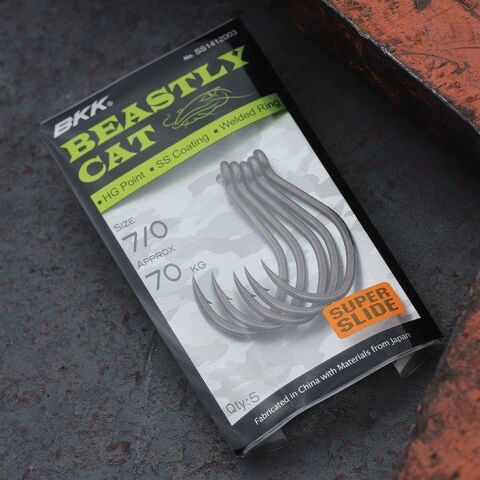 No. SS1412003
BKK®
BEASTLY
CAT
• HG Point • SS Coating • Welded Ring
SIZE
7/0
APPROX
70 KG
SUPER
SLIDE
Qty: 5
Fabricated in China with Materials from Japan